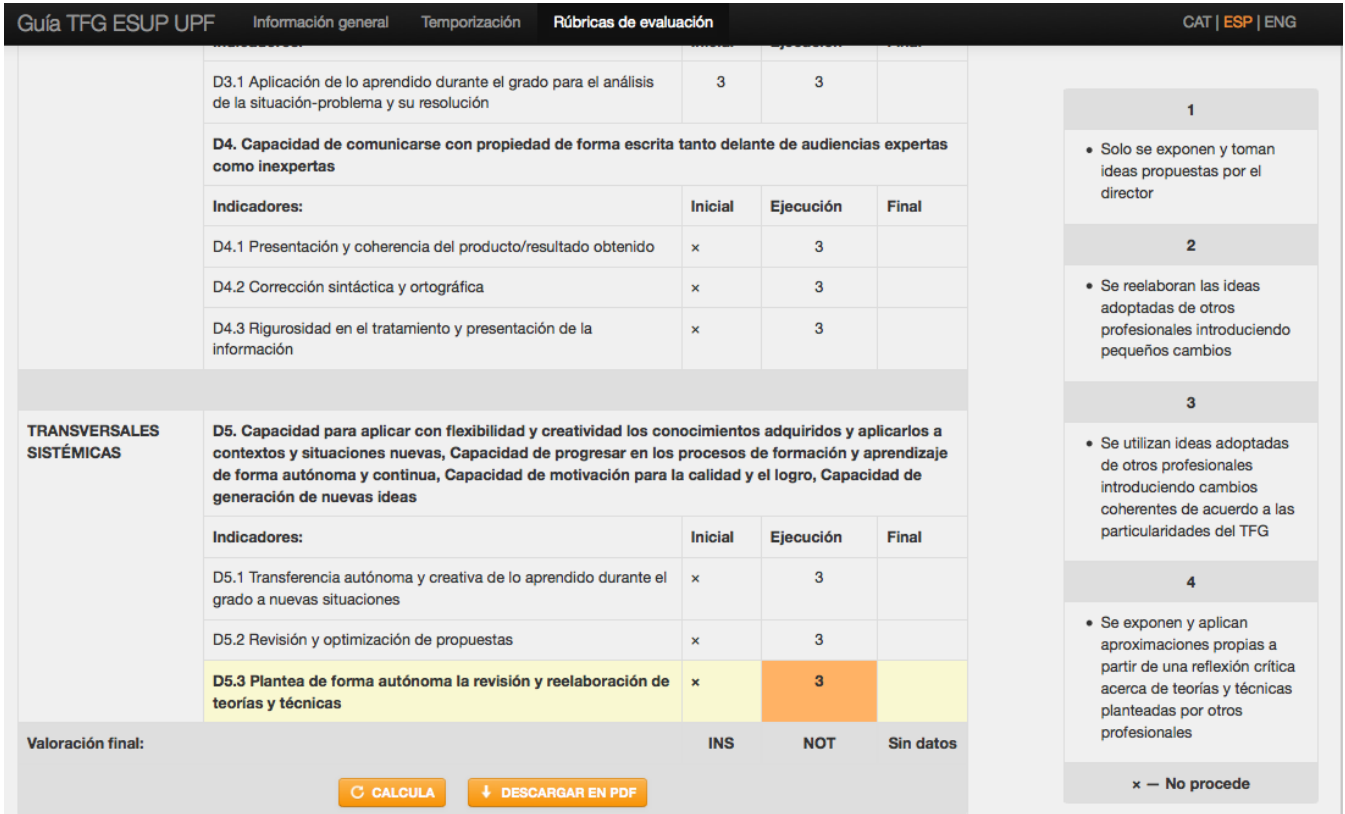 Guía TFG ESUP UPF Información general Temporización Rúbricas de evaluación CAT | ESP | ENG
D3.1 Aplicación de lo aprendido durante el grado para el análisis
de la situación-problema y su resolución
3 3
D4. Capacidad de comunicarse con propiedad de forma escrita tanto delante de audiencias expertas
como inexpertas
Indicadores: Inicial Ejecución Final
D4.1 Presentación y coherencia del producto/resultado obtenido × 3
D4.2 Corrección sintáctica y ortográfica × 3
D4.3 Rigurosidad en el tratamiento y presentación de la
información
× 3
TRANSVERSALES
SISTÉMICAS
D5. Capacidad para aplicar con flexibilidad y creatividad los conocimientos adquiridos y aplicarlos a
contextos y situaciones nuevas, Capacidad de progresar en los procesos de formación y aprendizaje
de forma autónoma y continua, Capacidad de motivación para la calidad y el logro, Capacidad de
generación de nuevas ideas
Indicadores: Inicial Ejecución Final
D5.1 Transferencia autónoma y creativa de lo aprendido durante el
grado a nuevas situaciones
× 3
D5.2 Revisión y optimización de propuestas × 3
D5.3 Plantea de forma autónoma la revisión y reelaboración de
teorías y técnicas
× 3
Valoración final: INS NOT Sin datos
CALCULA DESCARGAR EN PDF
1
• Solo se exponen y toman
ideas propuestas por el
director
2
• Se reelaboran las ideas
adoptadas de otros
profesionales introduciendo
pequeños cambios
3
• Se utilizan ideas adoptadas
de otros profesionales
introduciendo cambios
coherentes de acuerdo a las
particularidades del TFG
4
• Se exponen y aplican
aproximaciones propias a
partir de una reflexión crítica
acerca de teorías y técnicas
planteadas por otros
profesionales
× — No procede